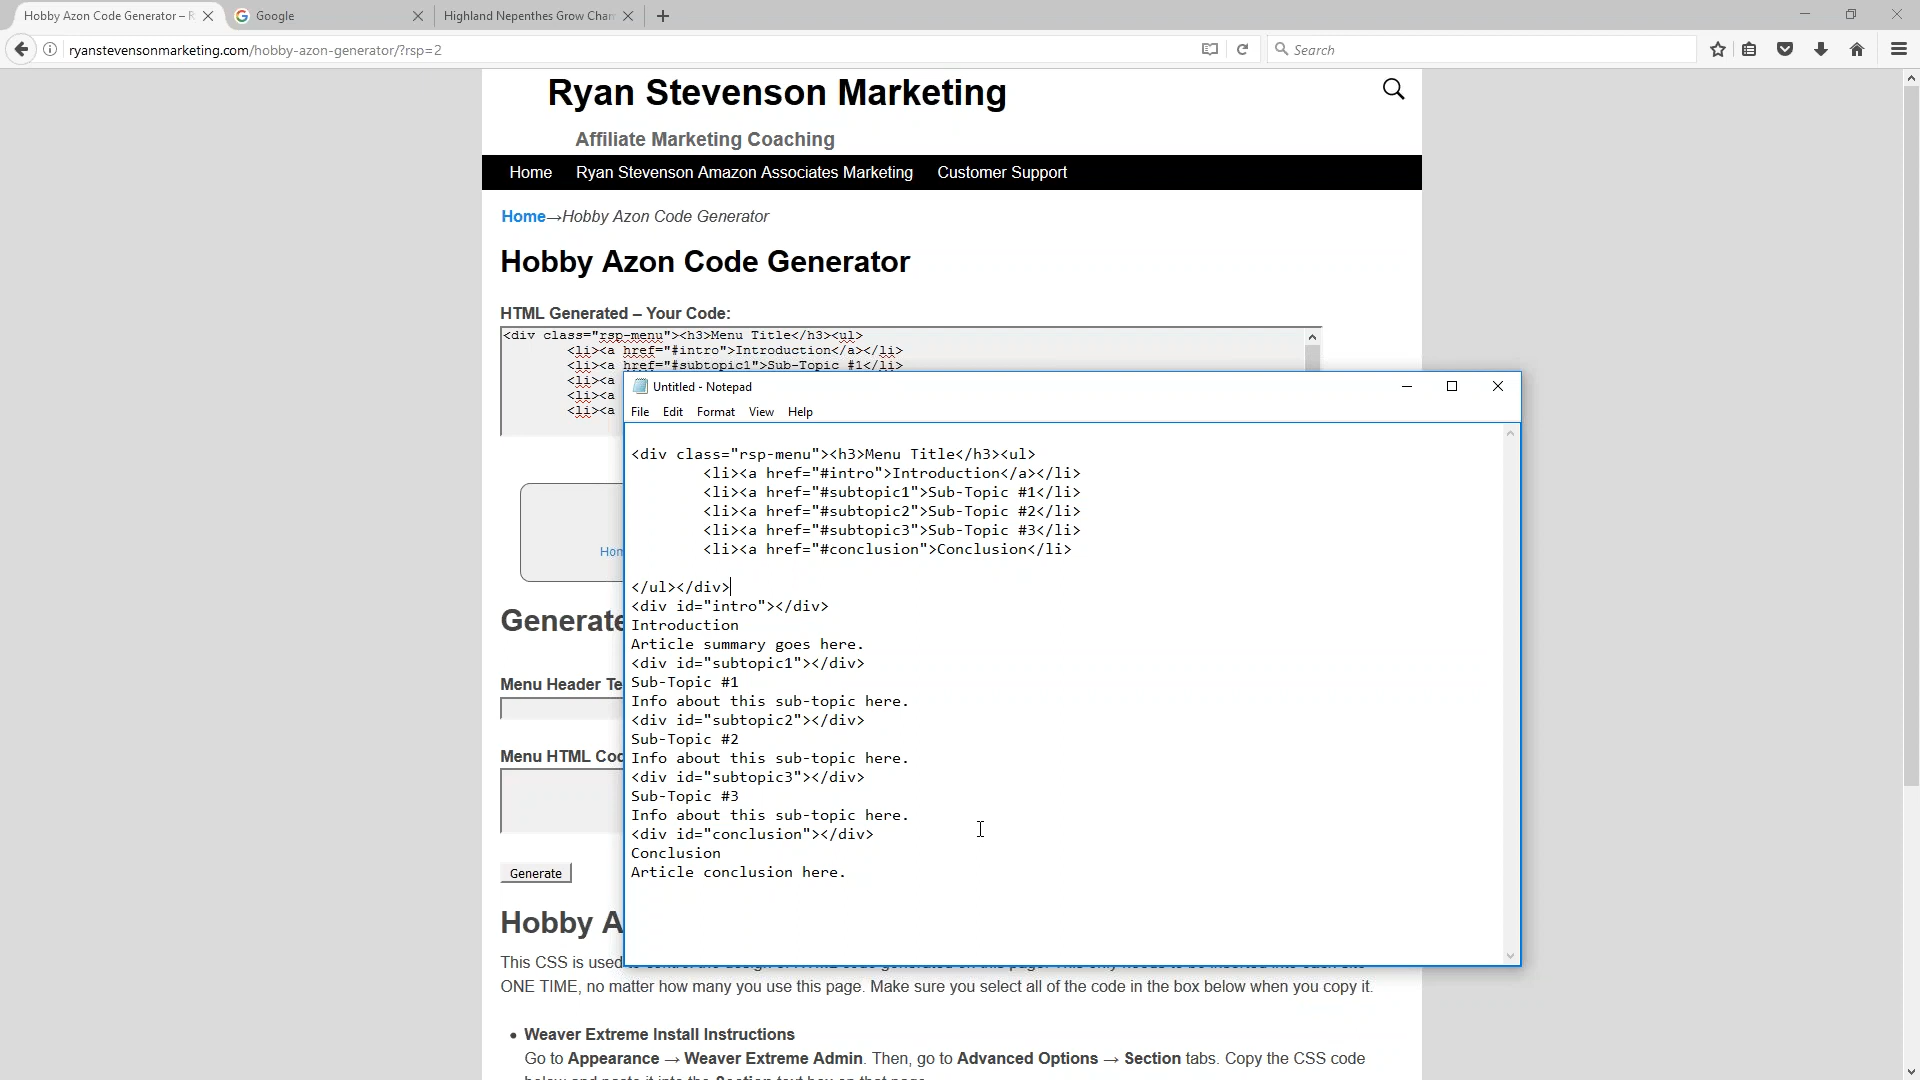 Hobby Azon Code Generator – R
Google
Highland Nepenthes Grow Cham
ryanstevensonmarketing.com/hobby-azon-generator/?rsp=2
Search
Ryan Stevenson Marketing
Affiliate Marketing Coaching
Home Ryan Stevenson Amazon Associates Marketing Customer Support
Home→Hobby Azon Code Generator
Hobby Azon Code Generator
HTML Generated – Your Code:
<div class="rsp-menu"><h3>Menu Title</h3><ul>
<li><a href="#intro">Introduction</a></li>
<li><a href="#subtopic1">Sub-Topic #1</li>
<li><a
<li><a
<li><a
Untitled - Notepad
File Edit Format View Help
<div class="rsp-menu"><h3>Menu Title</h3><ul>
<li><a href="#intro">Introduction</a></li>
<li><a href="#subtopic1">Sub-Topic #1</li>
<li><a href="#subtopic2">Sub-Topic #2</li>
<li><a href="#subtopic3">Sub-Topic #3</li>
<li><a href="#conclusion">Conclusion</li>
</ul></div>
<div id="intro"></div>
Introduction
Article summary goes here.
<div id="subtopic1"></div>
Sub-Topic #1
Info about this sub-topic here.
<div id="subtopic2"></div>
Sub-Topic #2
Info about this sub-topic here.
<div id="subtopic3"></div>
Sub-Topic #3
Info about this sub-topic here.
<div id="conclusion"></div>
Conclusion
Article conclusion here.
Hom
Generate
Menu Header Te
Menu HTML Cod
Generate
Hobby A
This CSS is used
ONE TIME, no matter how many you use this page. Make sure you select all of the code in the box below when you copy it.
• Weaver Extreme Install Instructions
Go to Appearance → Weaver Extreme Admin. Then, go to Advanced Options → Section tabs. Copy the CSS code